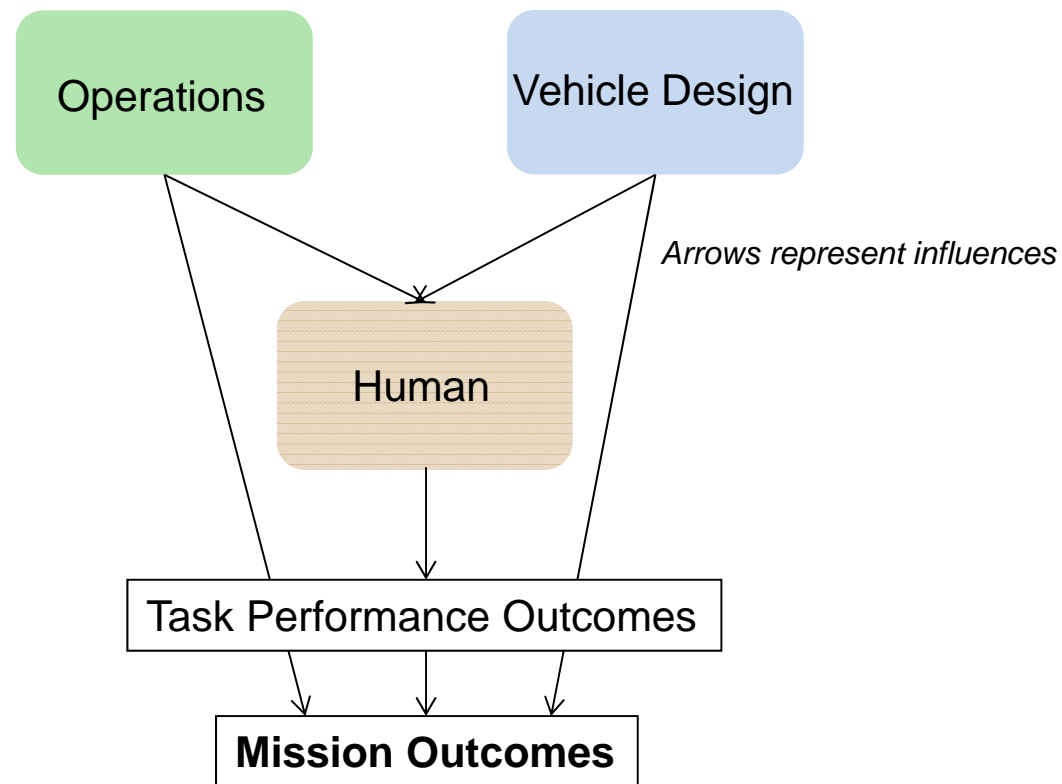 Operations
Vehicle Design
Arrows represent influences
Human
Task Performance Outcomes
Mission Outcomes